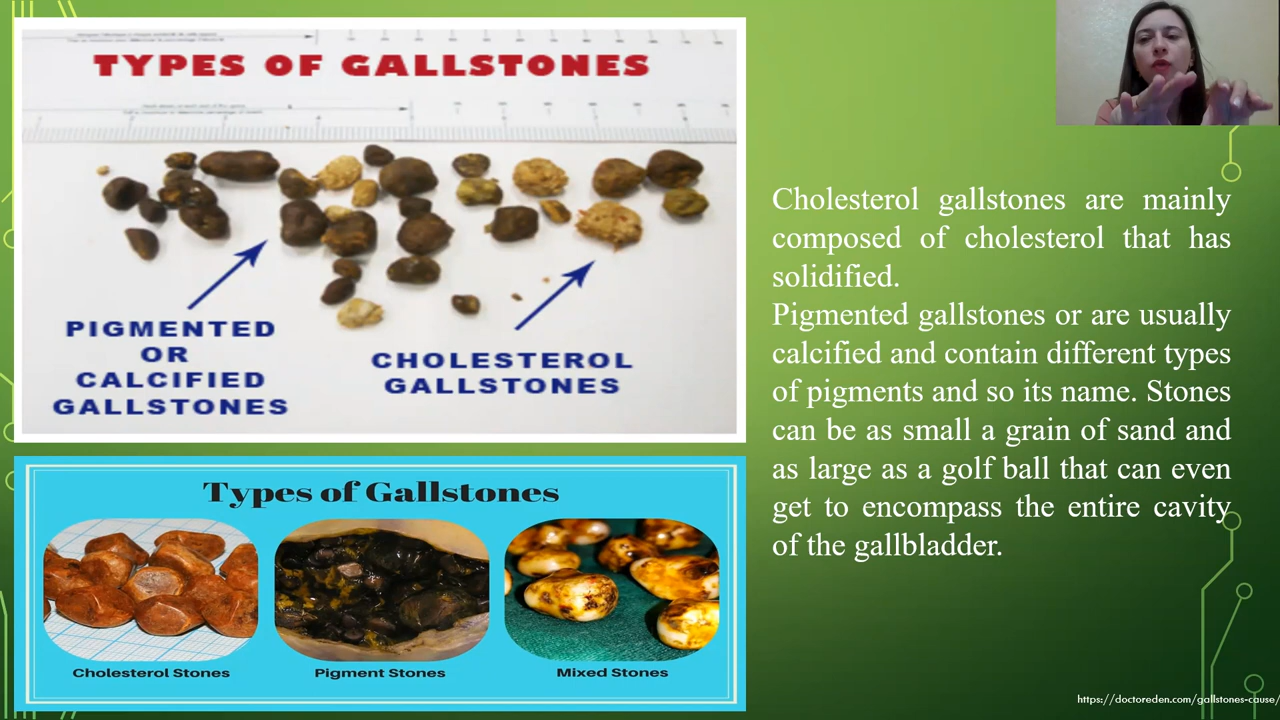 TYPES OF GALLSTONES
PIGMENTED
OR
CALCIFIED
GALLSTONES
CHOLESTEROL
GALLSTONES
Types of Gallstones
Cholesterol Stones
Pigment Stones
Mixed Stones
Cholesterol gallstones are mainly
composed of cholesterol that has
solidified.
Pigmented gallstones or are usually
calcified and contain different types
of pigments and so its name. Stones
can be as small a grain of sand and
as large as a golf ball that can even
get to encompass the entire cavity
of the gallbladder.
https://doctoreden.com/gallstones-cause/